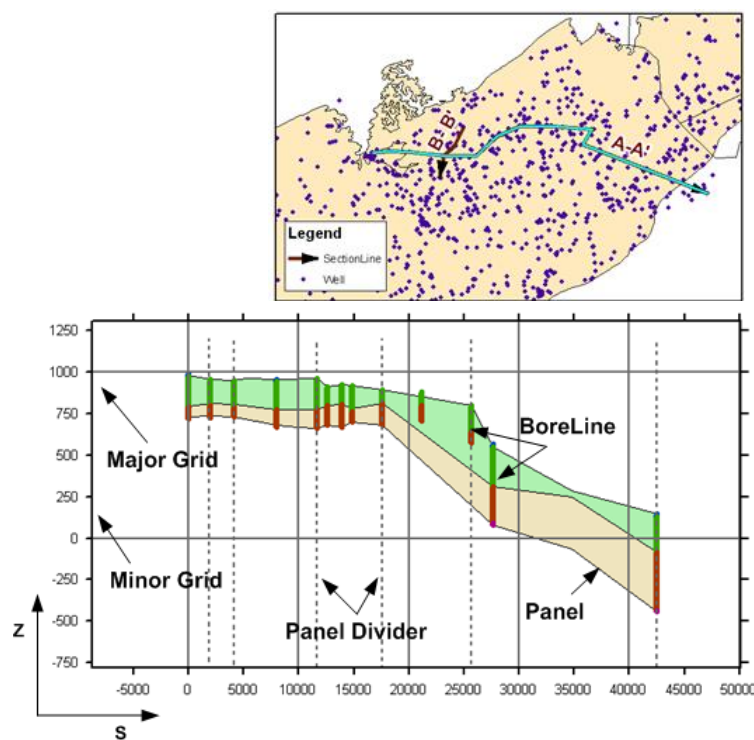 B-B'
A-A'
Legend
SectionLine
Well
1250
1000
750
500
250
0
-250
-500
-750
BoreLine
Major Grid
Minor Grid
Panel Divider
Panel
Z
S
-5000 0 5000 10000 15000 20000 25000 30000 35000 40000 45000 50000